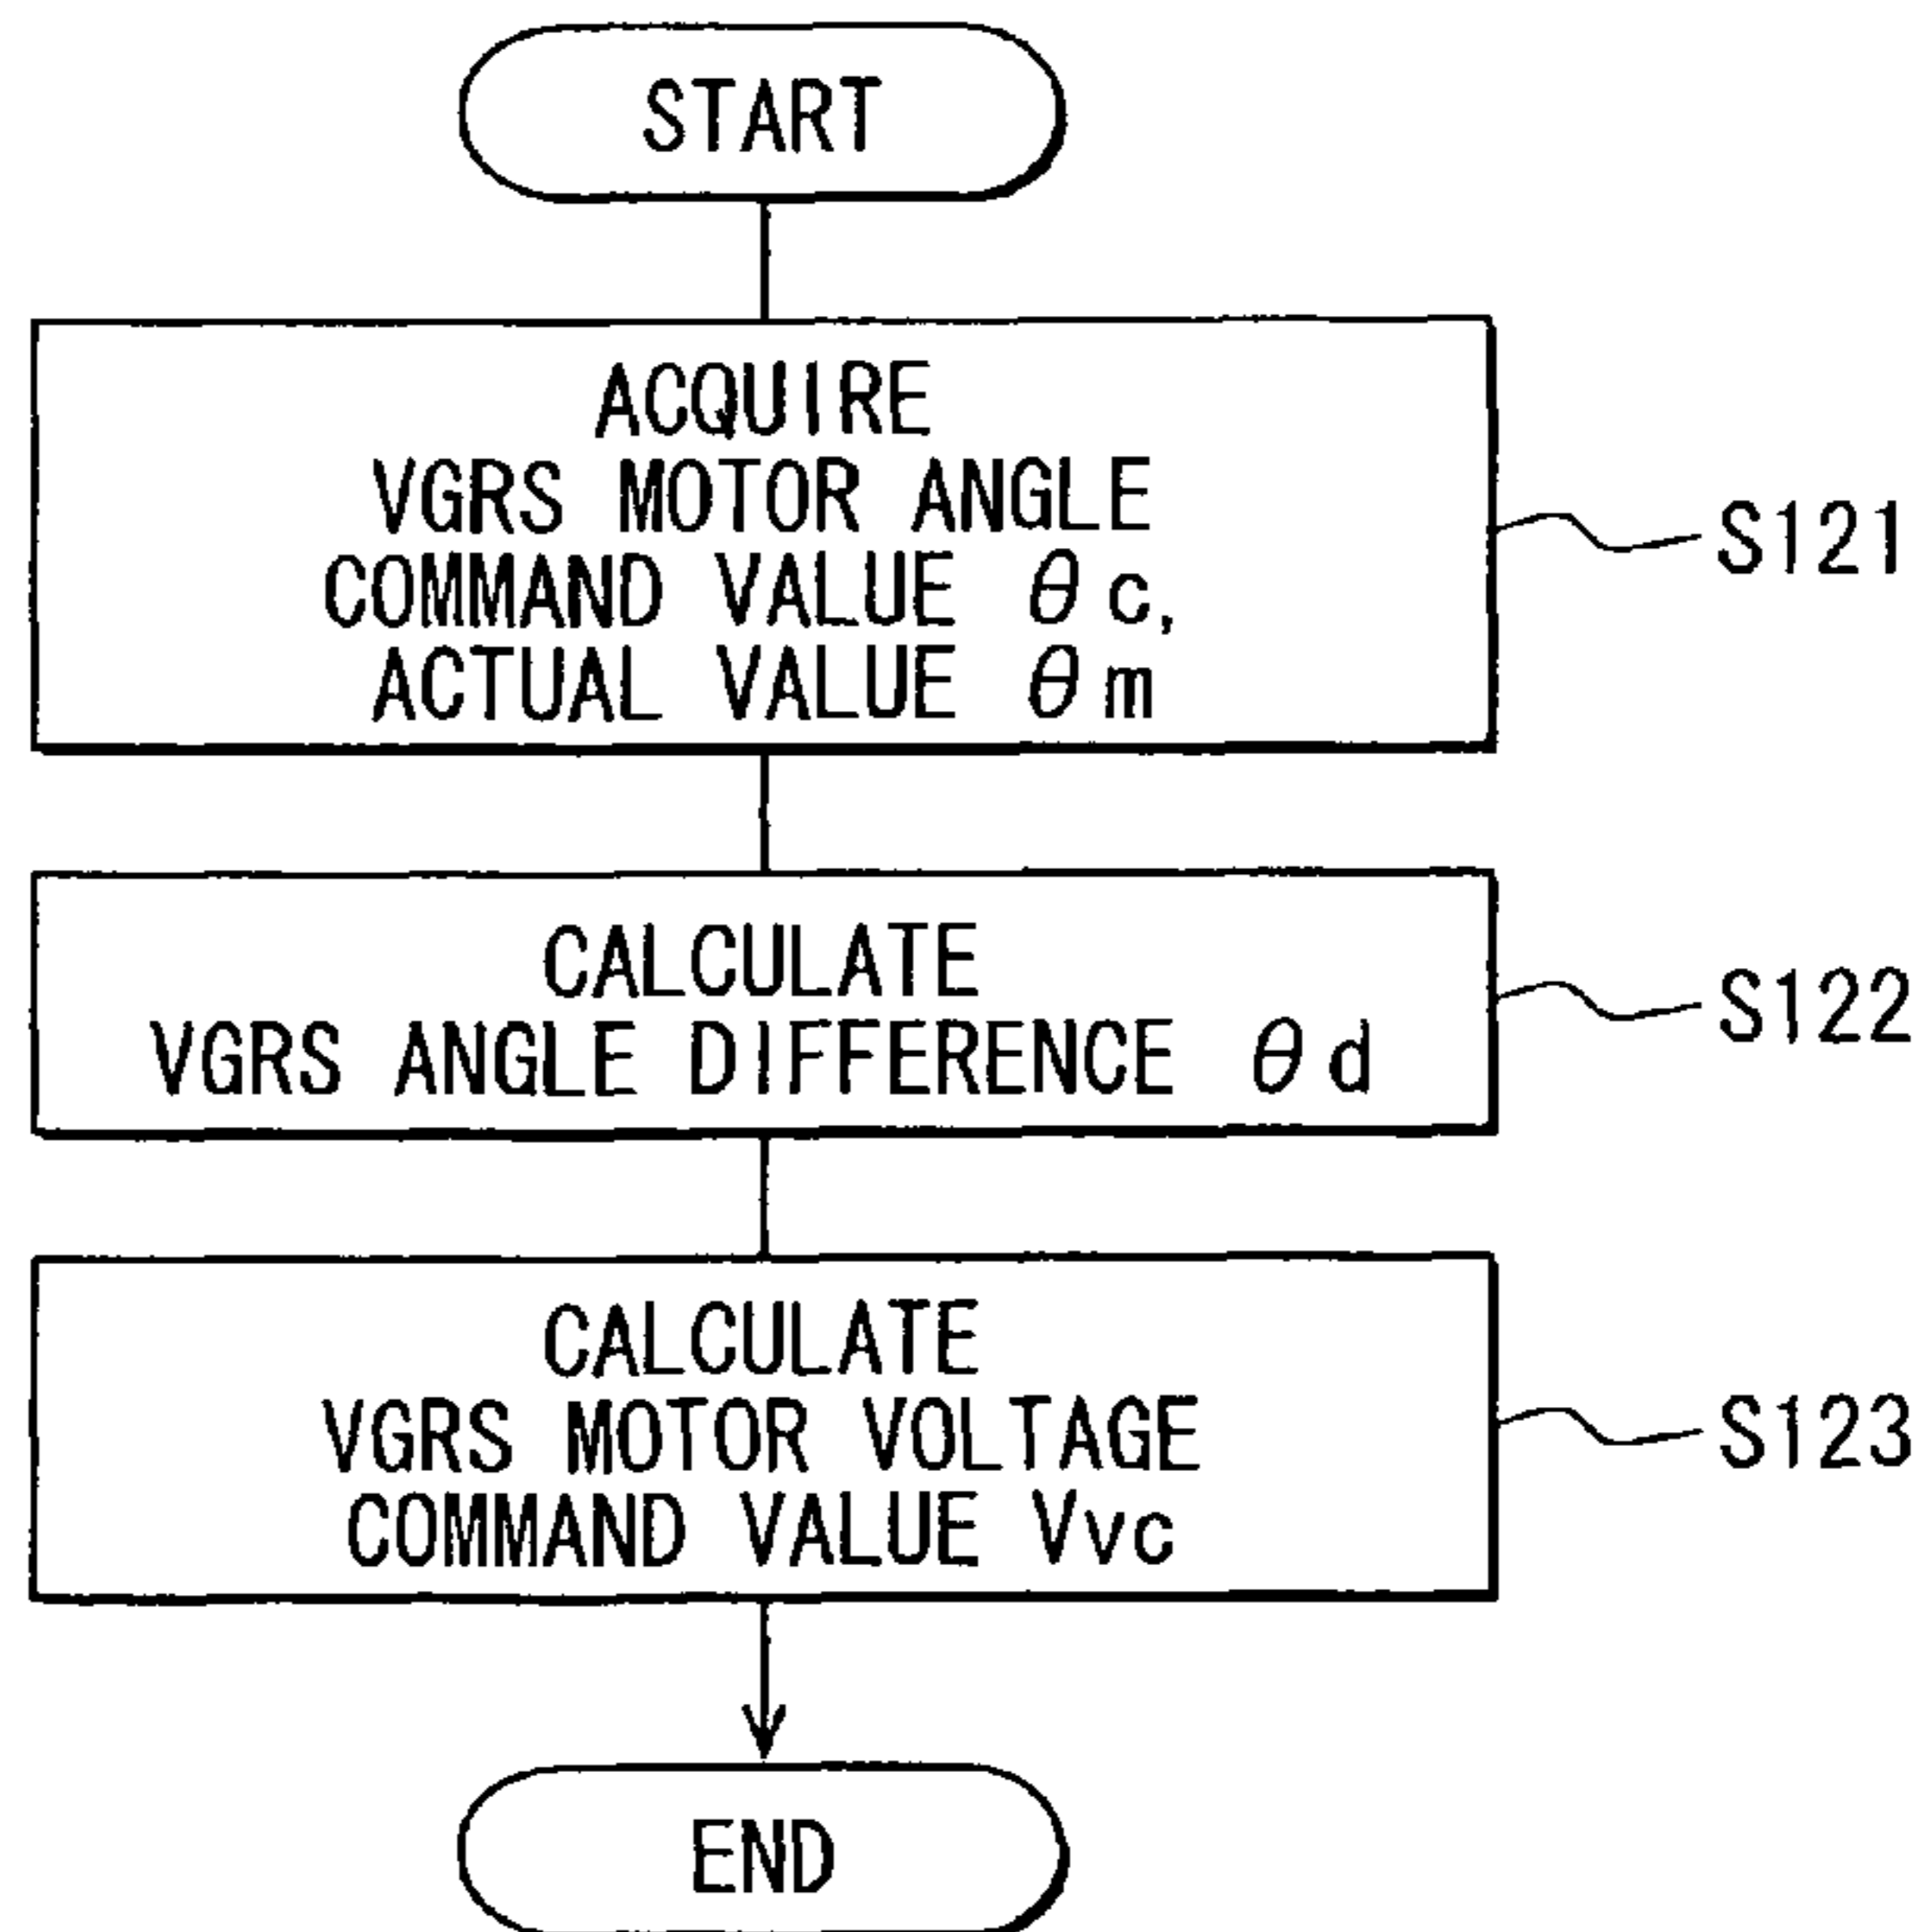 START
ACQUIRE
VGRS MOTOR ANGLE
COMMAND VALUE θc,
ACTUAL VALUE θm
S121
CALCULATE
VGRS ANGLE DIFFERENCE θd
S122
CALCULATE
VGRS MOTOR VOLTAGE
COMMAND VALUE Vvc
S123
END